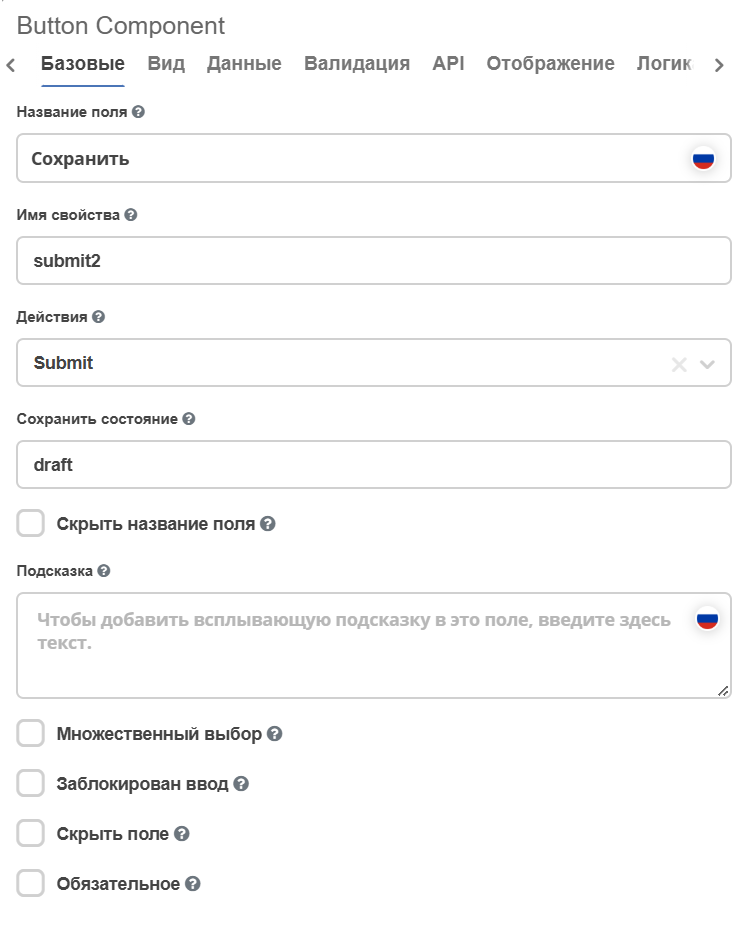 Button Component
Базовые Вид Данные Валидация API Отображение Логик
Название поля
Сохранить
Имя свойства
submit2
Действия
Submit
Сохранить состояние
draft
Скрыть название поля
Подсказка
Чтобы добавить всплывающую подсказку в это поле, введите здесь
текст.
Множественный выбор
Заблокирован ввод
Скрыть поле
Обязательное